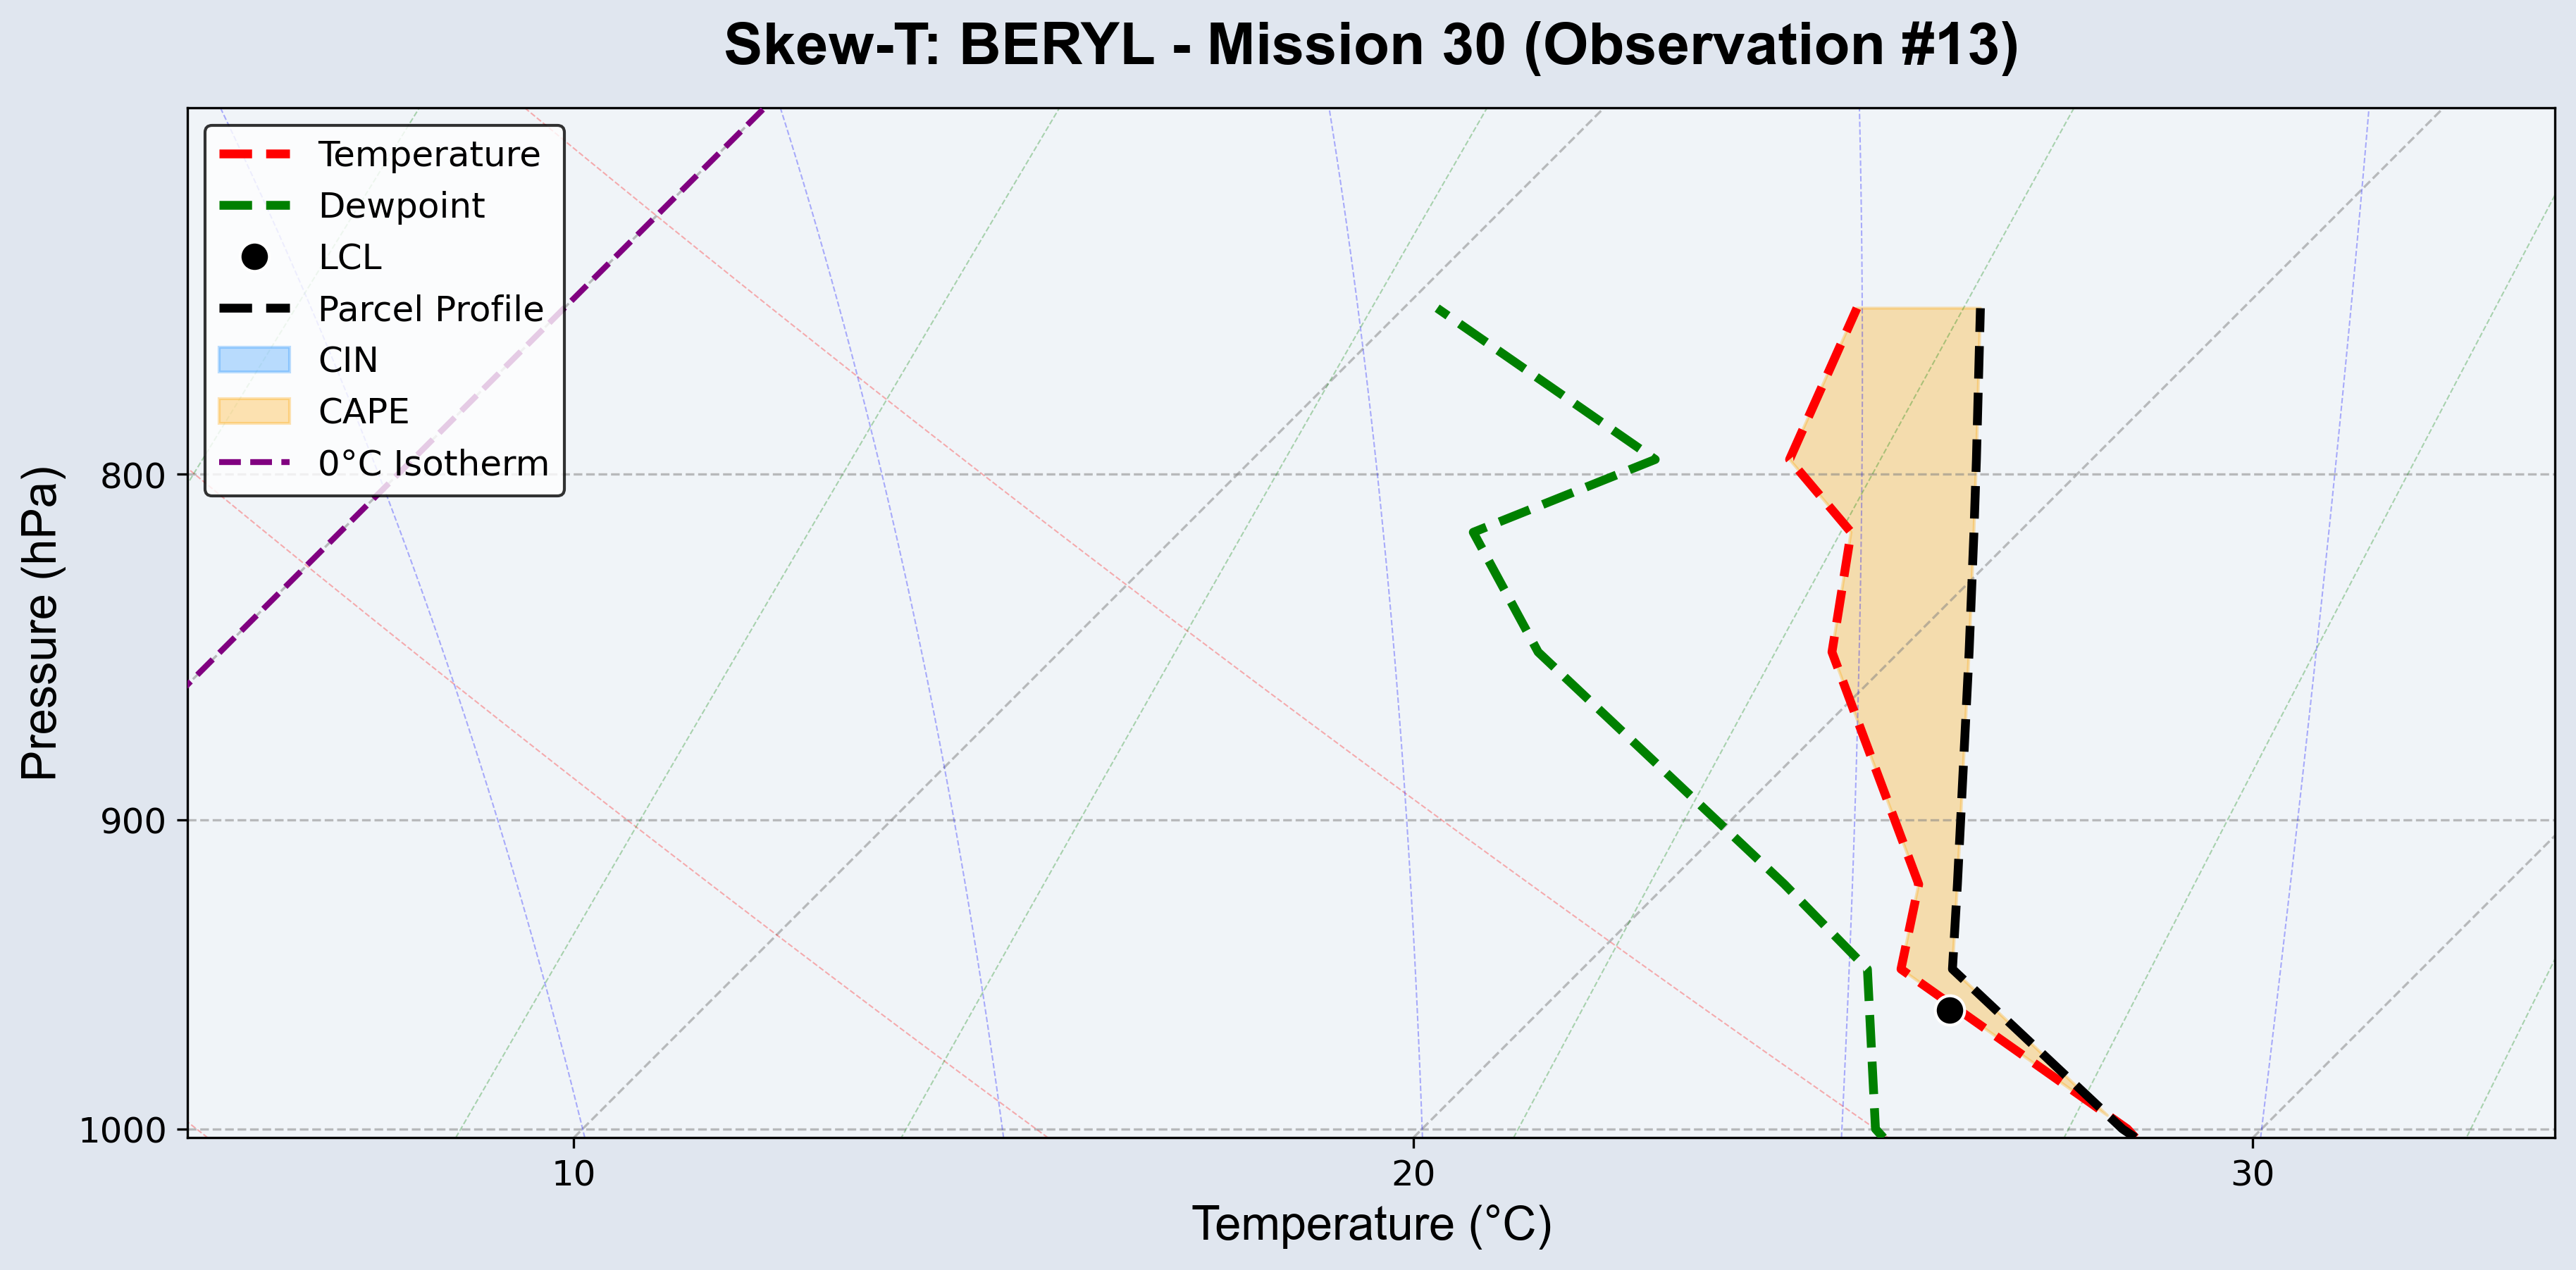 Skew-T: BERYL - Mission 30 (Observation #13)
Temperature
Dewpoint
LCL
Parcel Profile
CIN
CAPE
0°C Isotherm
Pressure (hPa)
800
900
1000
10
20
30
Temperature (°C)